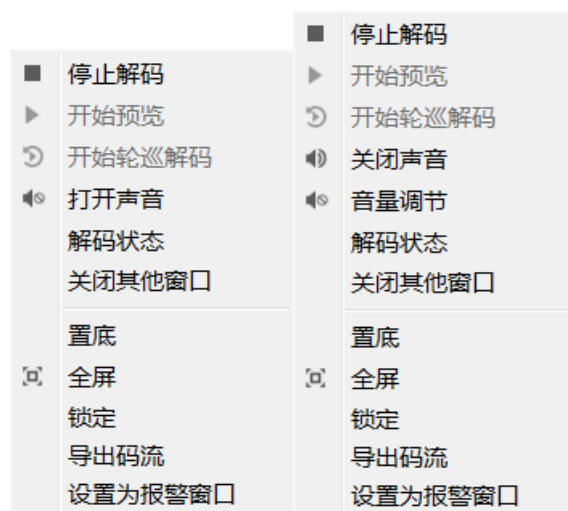 停止解码
开始预览
开始轮巡解码
打开声音
解码状态
关闭其他窗口
置底
全屏
锁定
导出码流
设置为报警窗口
停止解码
开始预览
开始轮巡解码
关闭声音
音量调节
解码状态
关闭其他窗口
置底
全屏
锁定
导出码流
设置为报警窗口